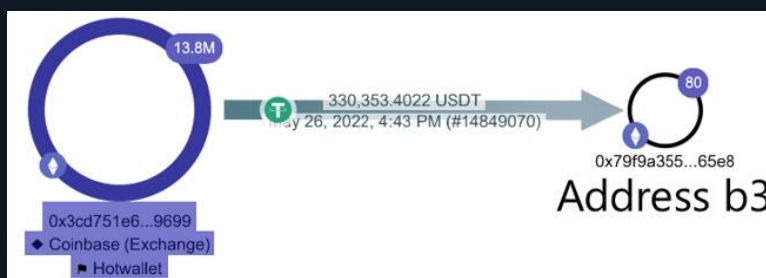 13.8M
330,353.4022 USDT
May 26, 2022, 4:43 PM (#14849070)
80
0x3cd751e6...9699
Coinbase (Exchange)
Hotwallet
0x79f9a355...65e8
Address b3